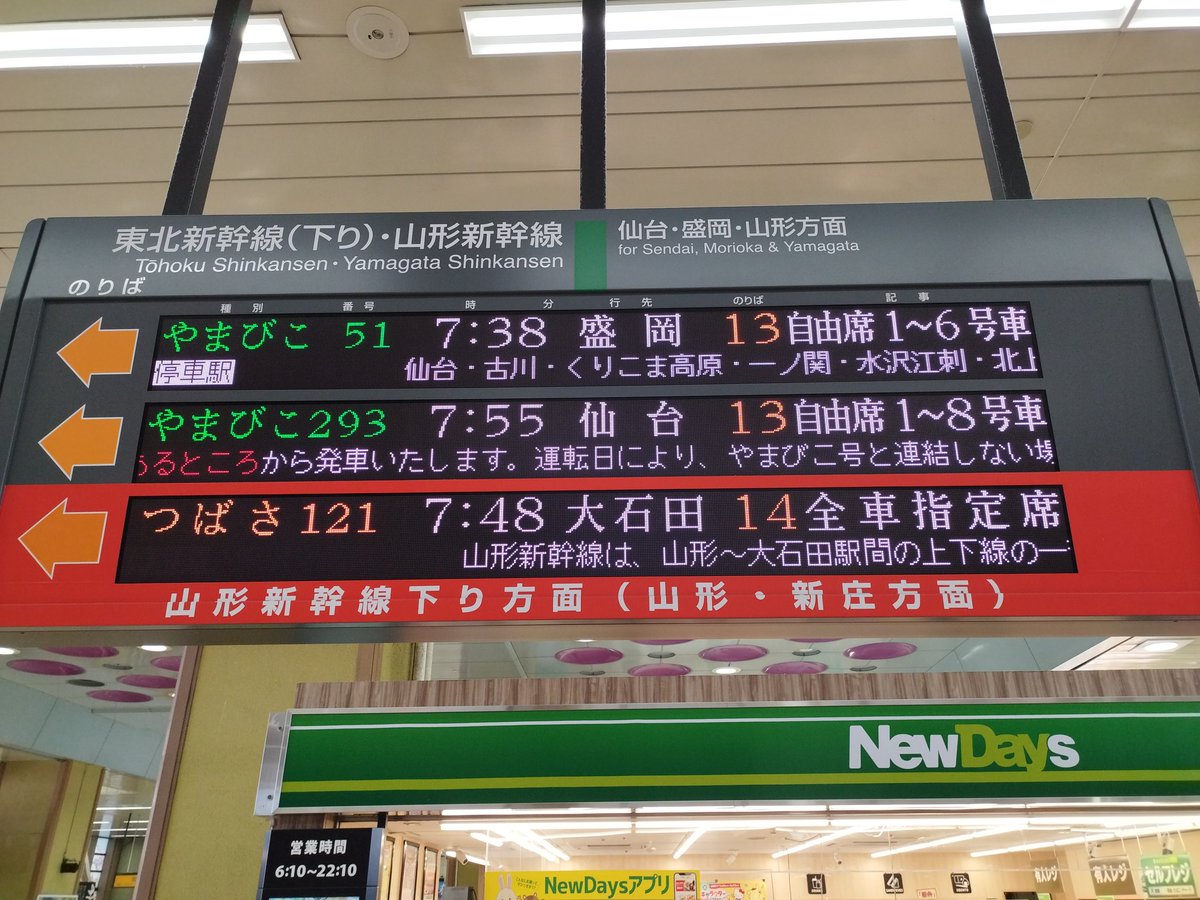 東北新幹線(下り)・山形新幹線
Tōhoku Shinkansen・Yamagata Shinkansen
仙台・盛岡・山形方面
for Sendai, Morioka & Yamagata
のりば
種別 番号 時 分 行先 のりば 記事
やまびこ 51 7:38 盛岡 13 自由席1~6号車
停車駅 仙台・古川・くりこま高原・一ノ関・水沢江刺・北上
やまびこ293 7:55 仙台 13 自由席1~8号車
るところから発車いたします。運転日により、やまびこ号と連結しない場
つばさ121 7:48 大石田 14 全車指定席
山形新幹線は、山形~大石田駅間の上下線の一
山形新幹線下り方面(山形・新庄方面)
NewDays
営業時間
6:10~22:10
NewDaysアプリ
有人レジ
有人レジ
セルフレジ